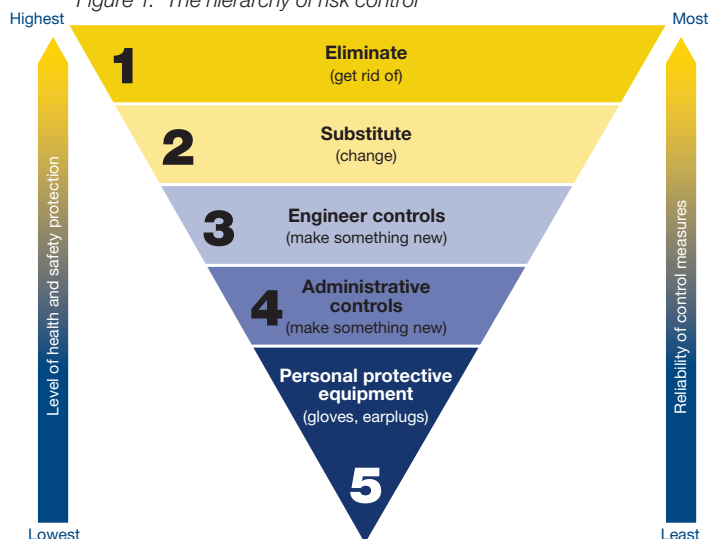 Figure 1. The hierarchy of risk control
Highest
Most
1
Eliminate
(get rid of)
2
Substitute
(change)
3
Engineer controls
(make something new)
4
Administrative
controls
(make something new)
Personal protective
equipment
(gloves, earplugs)
5
Level of health and safety protection
Reliability of control measures
Lowest
Least